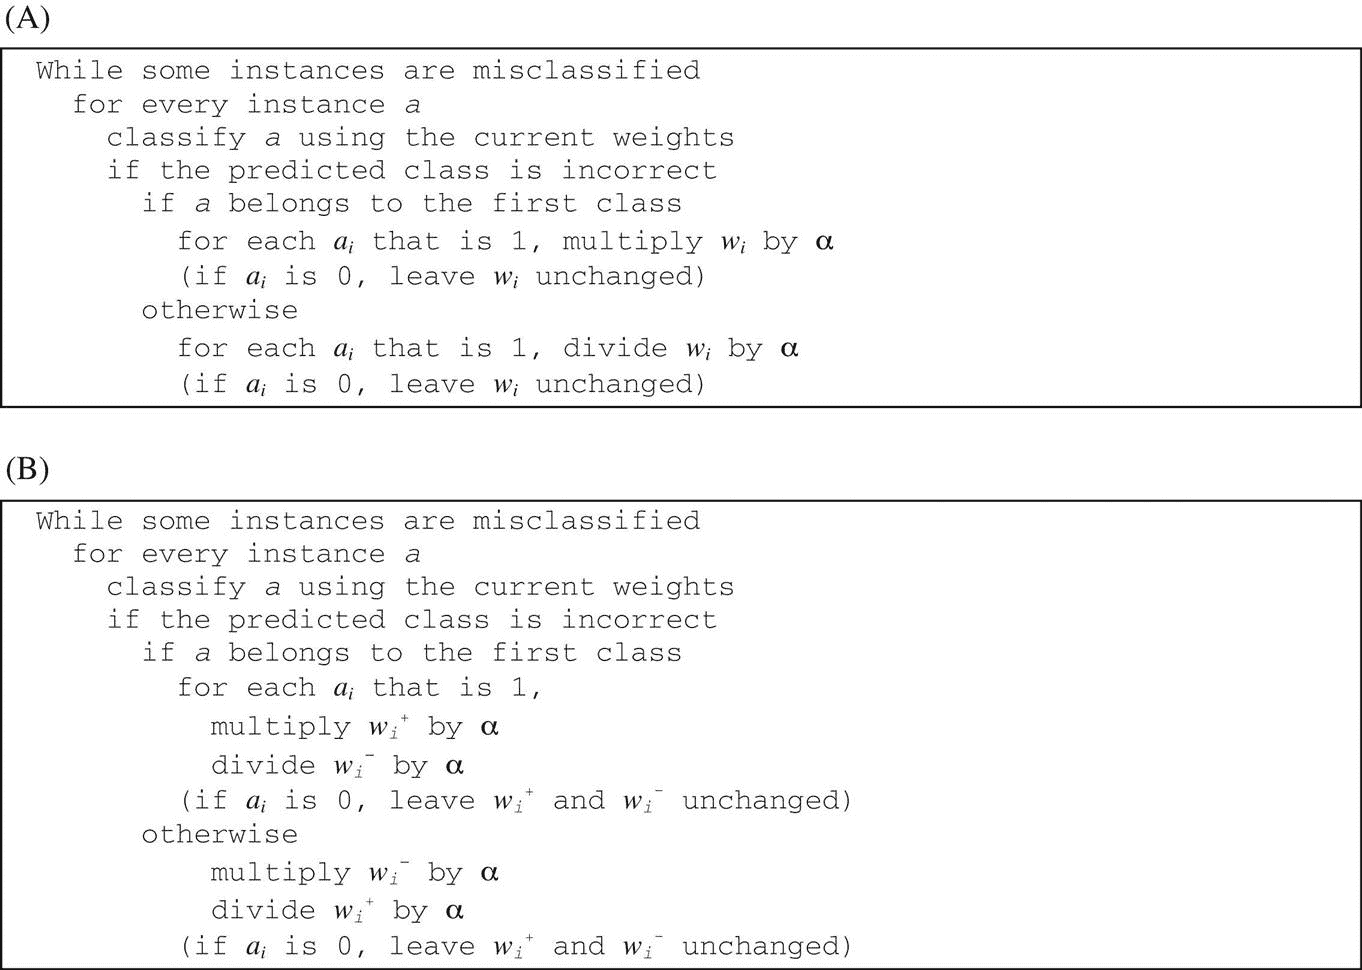 (A)
While some instances are misclassified
for every instance a
classify a using the current weights
if the predicted class is incorrect
if a belongs to the first class
for each aᵢ that is 1, multiply wᵢ by α
(if aᵢ is 0, leave wᵢ unchanged)
otherwise
for each aᵢ that is 1, divide wᵢ by α
(if aᵢ is 0, leave wᵢ unchanged)
(B)
While some instances are misclassified
for every instance a
classify a using the current weights
if the predicted class is incorrect
if a belongs to the first class
for each aᵢ that is 1,
multiply wᵢ⁺ by α
divide wᵢ⁻ by α
(if aᵢ is 0, leave wᵢ⁺ and wᵢ⁻ unchanged)
otherwise
multiply wᵢ⁻ by α
divide wᵢ⁺ by α
(if aᵢ is 0, leave wᵢ⁺ and wᵢ⁻ unchanged)